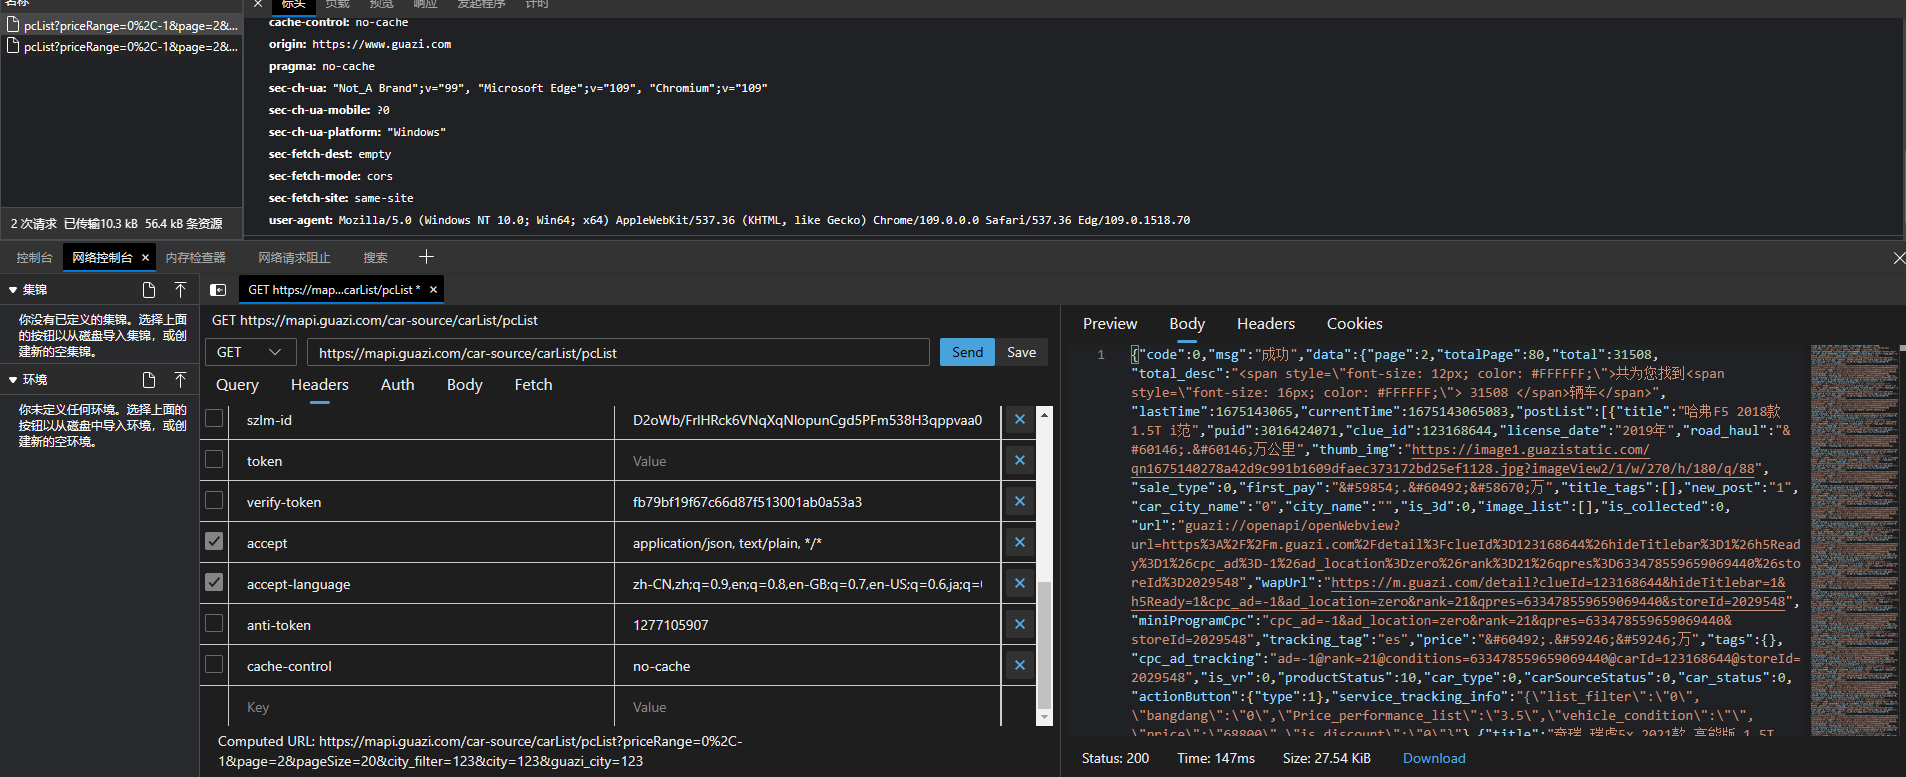 名称
× 标头 负载 预览 响应 发起程序 计时
pcList?priceRange=0%2C-1&page=2&...
pcList?priceRange=0%2C-1&page=2&...
cache-control: no-cache
origin: https://www.guazi.com
pragma: no-cache
sec-ch-ua: "Not_A Brand";v="99", "Microsoft Edge";v="109", "Chromium";v="109"
sec-ch-ua-mobile: ?0
sec-ch-ua-platform: "Windows"
sec-fetch-dest: empty
sec-fetch-mode: cors
sec-fetch-site: same-site
user-agent: Mozilla/5.0 (Windows NT 10.0; Win64; x64) AppleWebKit/537.36 (KHTML, like Gecko) Chrome/109.0.0.0 Safari/537.36 Edg/109.0.1518.70
2 次请求 已传输10.3 kB 56.4 kB 条资源
控制台 网络控制台 × 内存检查器 网络请求阻止 搜索 +
集锦
你没有已定义的集锦。选择上面
的按钮以从磁盘导入集锦，或创
建新的空集锦。
环境
你未定义任何环境。选择上面的
按钮以从磁盘中导入环境，或创
建新的空环境。
GET https://map...carList/pcList * ×
GET https://mapi.guazi.com/car-source/carList/pcList
GET https://mapi.guazi.com/car-source/carList/pcList Send Save
Query Headers Auth Body Fetch
szlm-id D2oWb/FrIHRck6VNqXqNIopunCgd5PFm538H3qppvaa0
token Value
verify-token fb79bf19f67c66d87f513001ab0a53a3
accept application/json, text/plain, */*
accept-language zh-CN,zh;q=0.9,en;q=0.8,en-GB;q=0.7,en-US;q=0.6,ja;q=
anti-token 1277105907
cache-control no-cache
Key Value
Computed URL: https://mapi.guazi.com/car-source/carList/pcList?priceRange=0%2C-
1&page=2&pageSize=20&city_filter=123&city=123&guazi_city=123
Preview Body Headers Cookies
1 {"code":0,"msg":"成功","data":{"page":2,"totalPage":80,"total":31508,
"total_desc":"<span style=\"font-size: 12px; color: #FFFFFF;\">共为您找到<span
style=\"font-size: 16px; color: #FFFFFF;\"> 31508 </span>辆车</span>",
"lastTime":1675143065,"currentTime":1675143065083,"postList":[{"title":"哈弗F5 2018款
1.5T i范","puid":3016424071,"clue_id":123168644,"license_date":"2019年","road_haul":"&
#60146;.&#60146;万公里","thumb_img":"https://image1.guazistatic.com/
qn1675140278a42d9c991b1609dfaec373172bd25ef1128.jpg?imageView2/1/w/270/h/180/q/88",
"sale_type":0,"first_pay":"&#59854;.&#60492;&#58670;万","title_tags":[],"new_post":"1",
"car_city_name":"0","city_name":"","is_3d":0,"image_list":[],"is_collected":0,
"url":"guazi://openapi/openWebview?
url=https%3A%2F%2Fm.guazi.com%2Fdetail%3FclueId%3D123168644%26hideTitlebar%3D1%26h5Read
y%3D1%26cpc_ad%3D-1%26ad_location%3Dzero%26rank%3D21%26qpres%3D633478559659069440%26sto
reId%3D2029548","wapUrl":"https://m.guazi.com/detail?clueId=123168644&hideTitlebar=1&
h5Ready=1&cpc_ad=-1&ad_location=zero&rank=21&qpres=633478559659069440&storeId=2029548",
"miniProgramCpc":"cpc_ad=-1&ad_location=zero&rank=21&qpres=633478559659069440&
storeId=2029548","tracking_tag":"es","price":"&#60492;.&#59246;&#59246;万","tags":{},
"cpc_ad_tracking":"ad=-1@rank=21@conditions=633478559659069440@carId=123168644@storeId=
2029548","is_vr":0,"productStatus":10,"car_type":0,"carSourceStatus":0,"car_status":0,
"actionButton":{"type":1},"service_tracking_info":"{\"list_filter\":\"0\",
\"bangdang\":\"0\",\"Price_performance_list\":\"3.5\",\"vehicle_condition\":\"\",
\"price\":\"68800\",\"is_discount\":\"0\"}"},{"title":"奇瑞 瑞虎5x 2021款 高能版 1.5T
Status: 200 Time: 147ms Size: 27.54 KiB Download